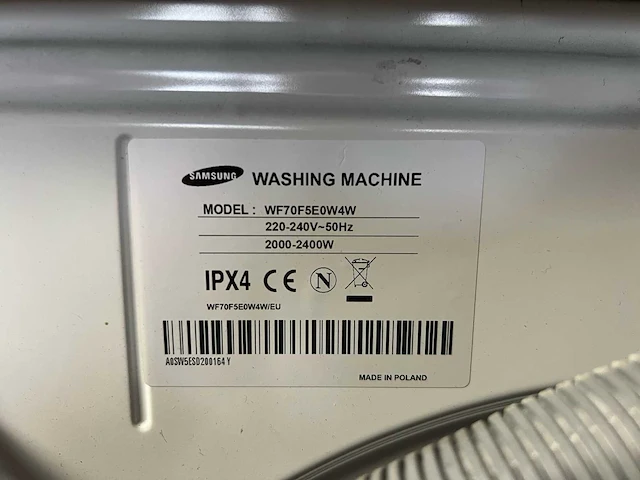 SAMSUNG WASHING MACHINE
MODEL : WF70F5E0W4W
220-240V~50Hz
2000-2400W
IPX4 CE N
WF70F5E0W4W/EU
A0SW5ESD200164Y
MADE IN POLAND